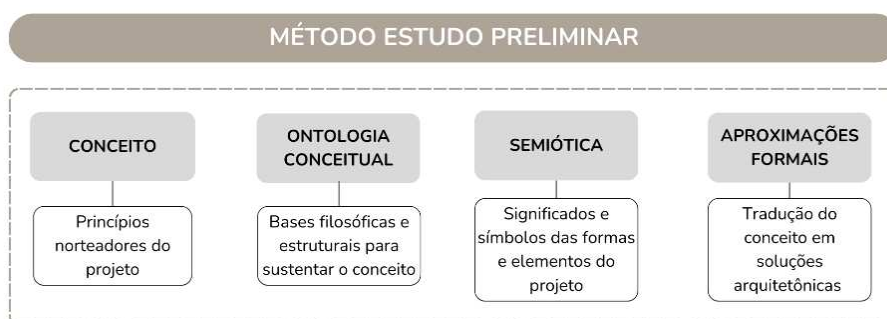 MÉTODO ESTUDO PRELIMINAR
CONCEITO
Princípios
norteadores do
projeto
ONTOLOGIA
CONCEITUAL
Bases filosóficas e
estruturais para
sustentar o conceito
SEMIÓTICA
Significados e
símbolos das formas
e elementos do
projeto
APROXIMAÇÕES
FORMAIS
Tradução do
conceito em
soluções
arquitetônicas